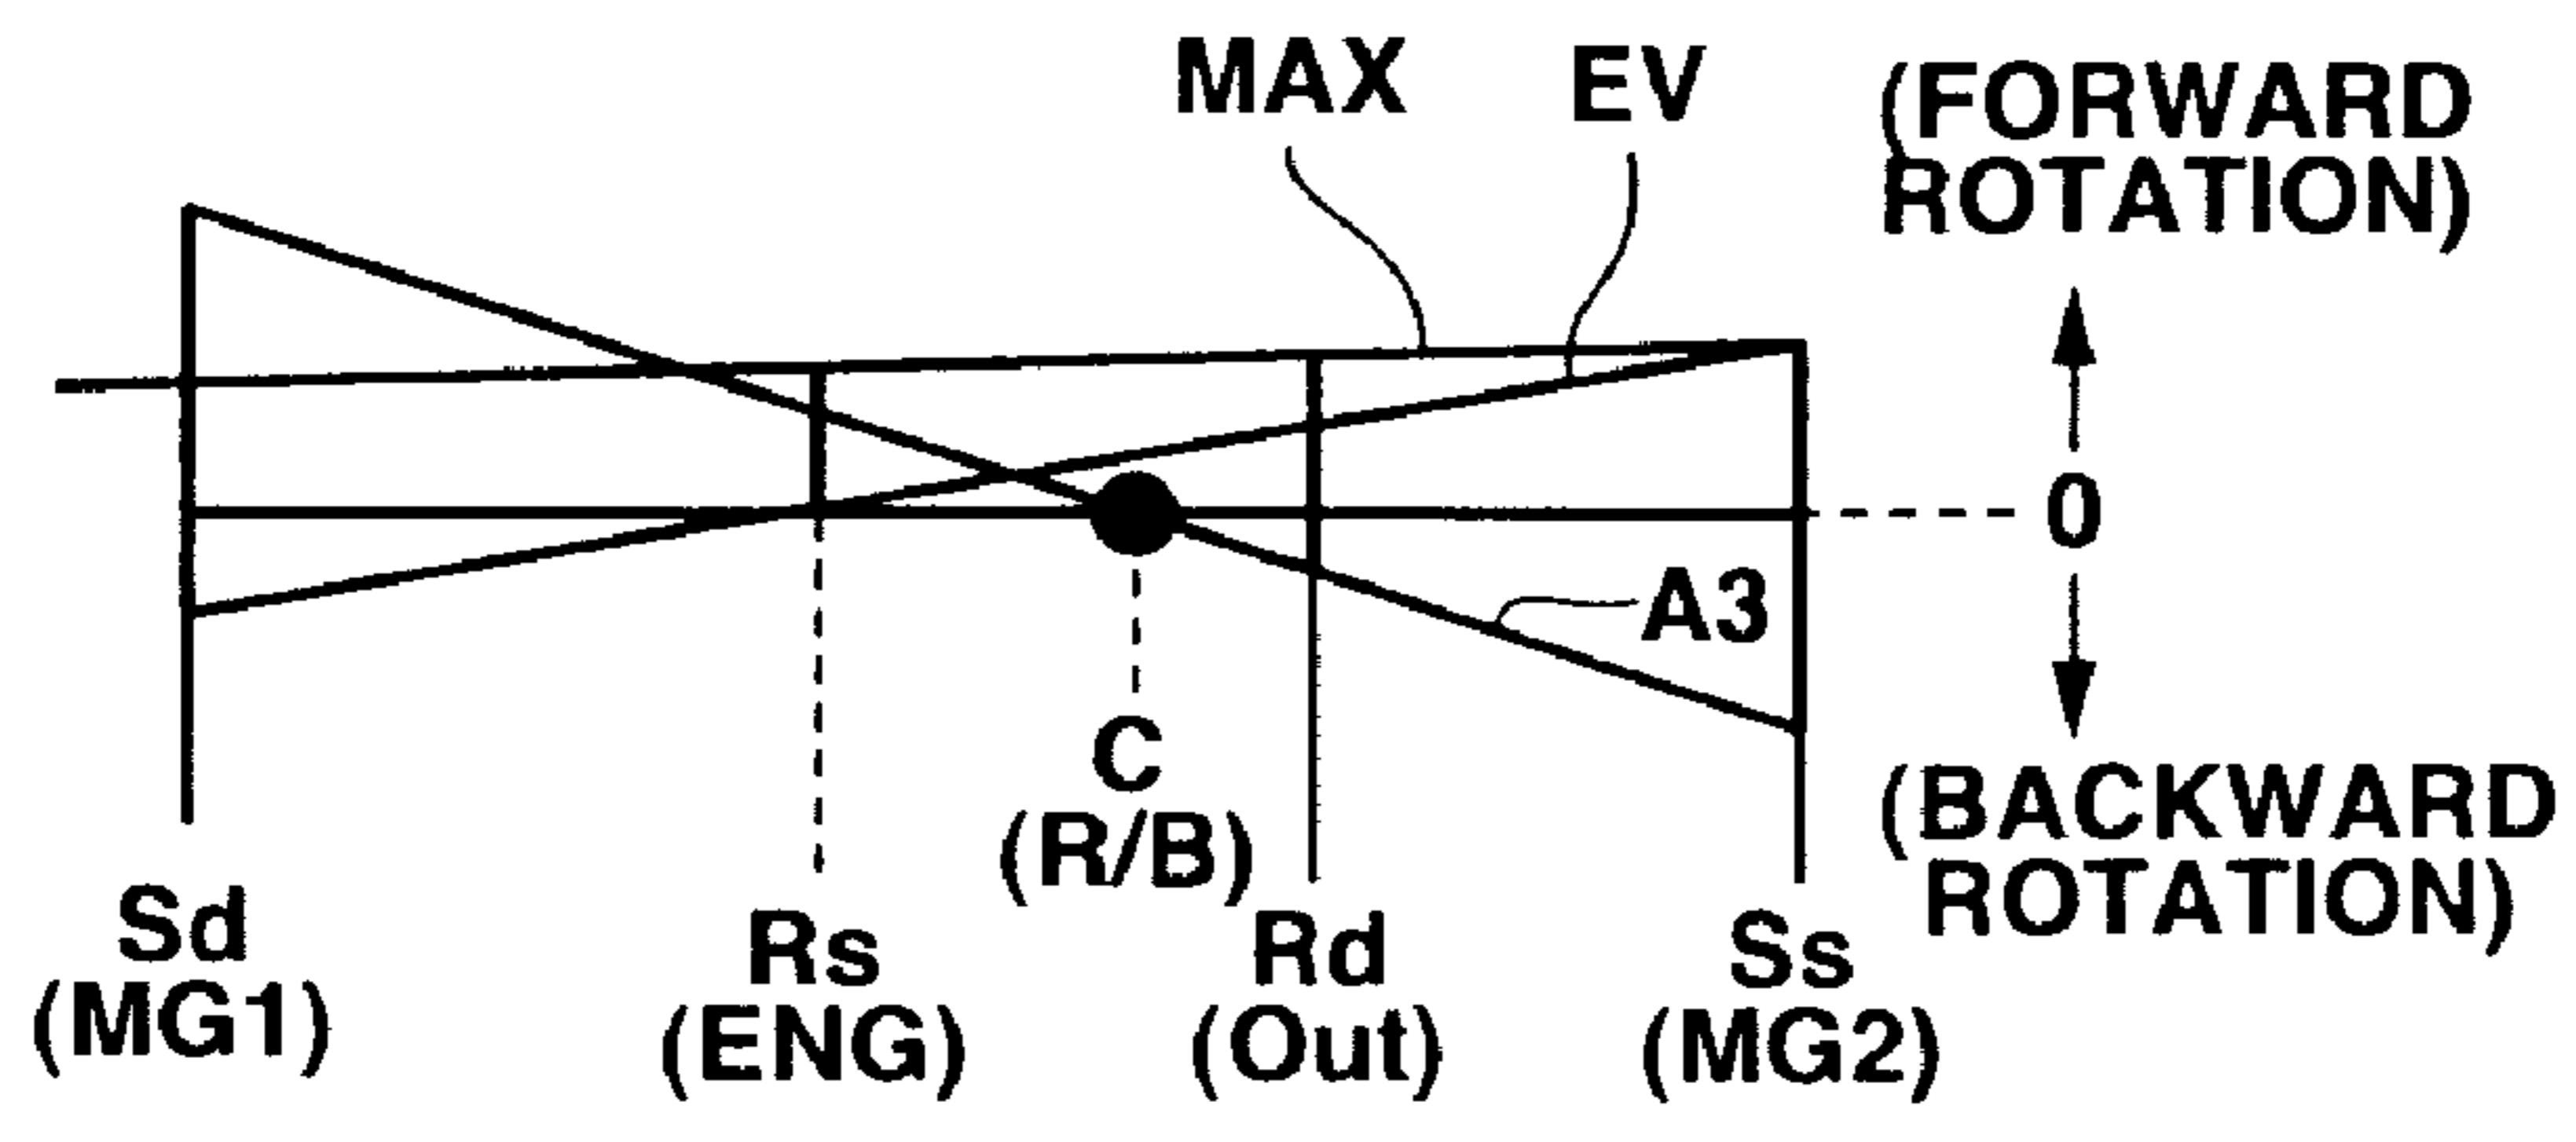 MAX
EV
(FORWARD
ROTATION)
0
A3
C
(R/B)
(BACKWARD
ROTATION)
Sd
(MG1)
Rs
(ENG)
Rd
(Out)
Ss
(MG2)